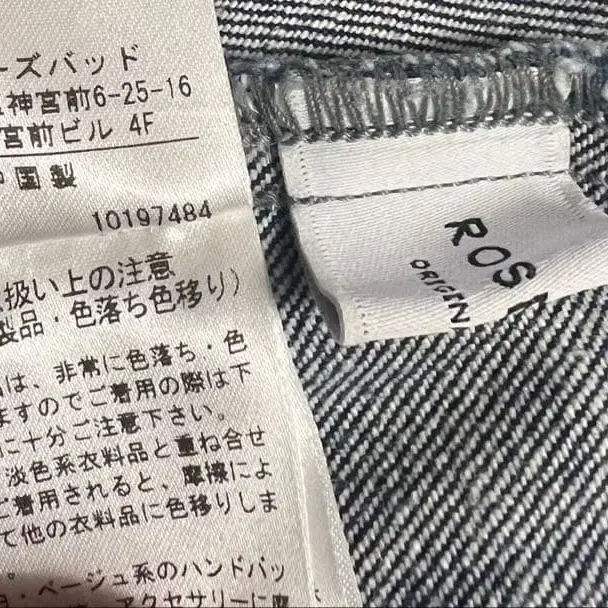 ーズバッド
神宮前6-25-16
宮前ビル 4F
中国製
10197484
扱い上の注意
製品・色落ち色移り)
は、非常に色落ち・色
ますのでご着用の際は下
に十分ご注意下さい。
淡色系衣料品と重ね合せ
ご着用されると、摩擦によ
て他の衣料品に色移りしま
。
・ベージュ系のハンドバッ
アクセサリーに摩
ROSE
ORIGIN